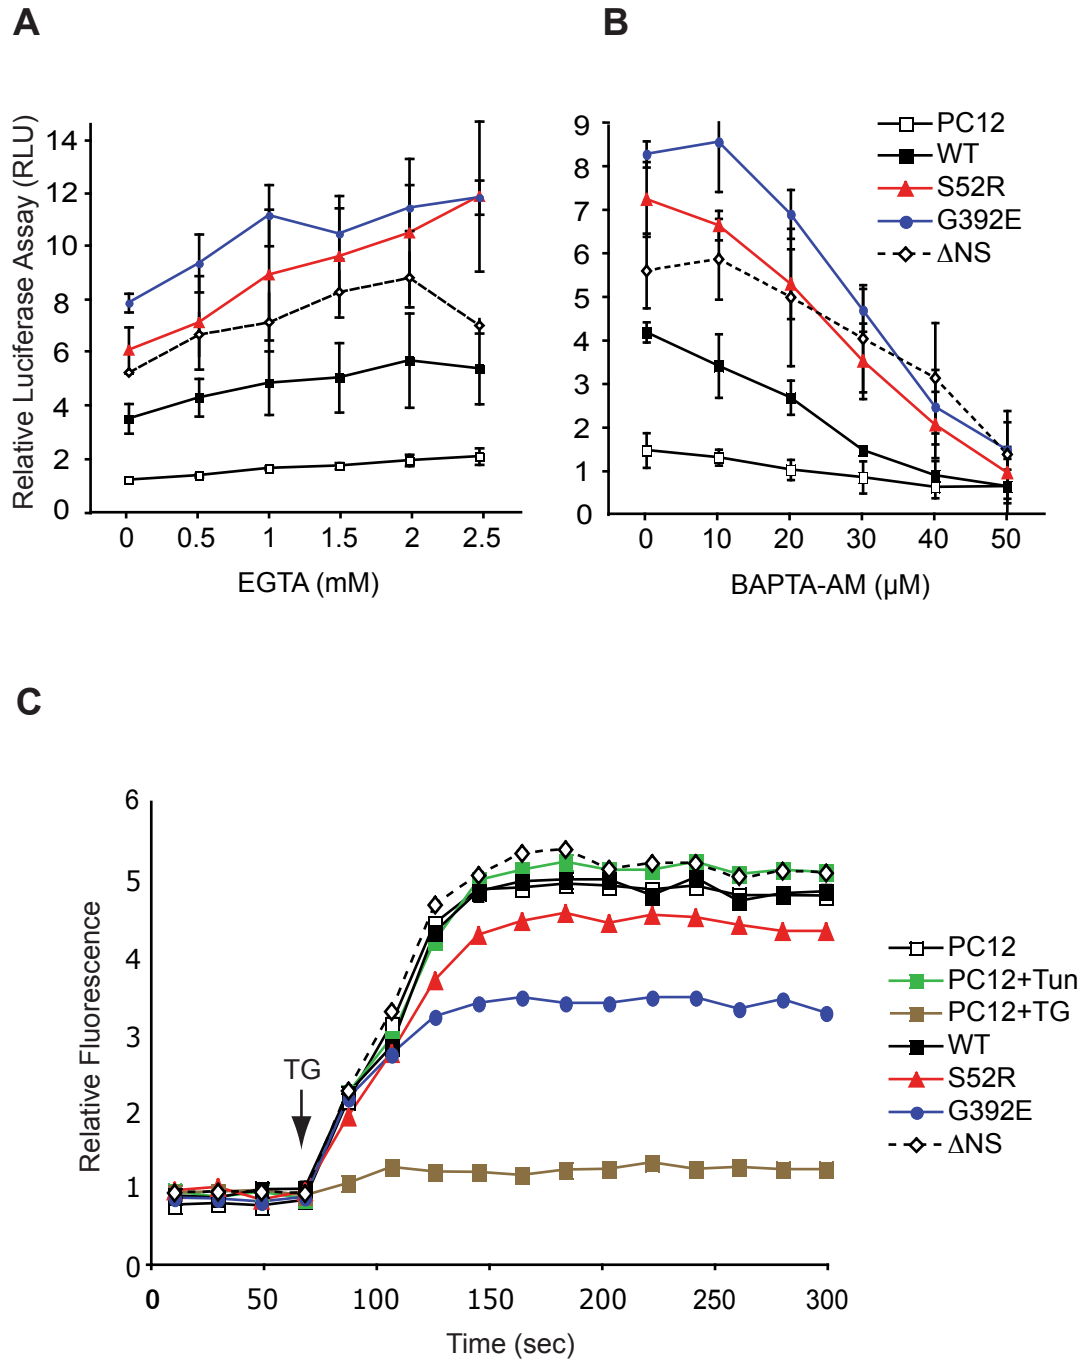 A
B
Relative Luciferase Assay (RLU)
14
12
10
8
6
4
2
0
0 0.5 1 1.5 2 2.5
EGTA (mM)
9
8
7
6
5
4
3
2
1
0
0 10 20 30 40 50
BAPTA-AM (µM)
PC12
WT
S52R
G392E
ΔNS
C
Relative Fluorescence
6
5
4
3
2
1
0
TG
0 50 100 150 200 250 300
Time (sec)
PC12
PC12+Tun
PC12+TG
WT
S52R
G392E
ΔNS